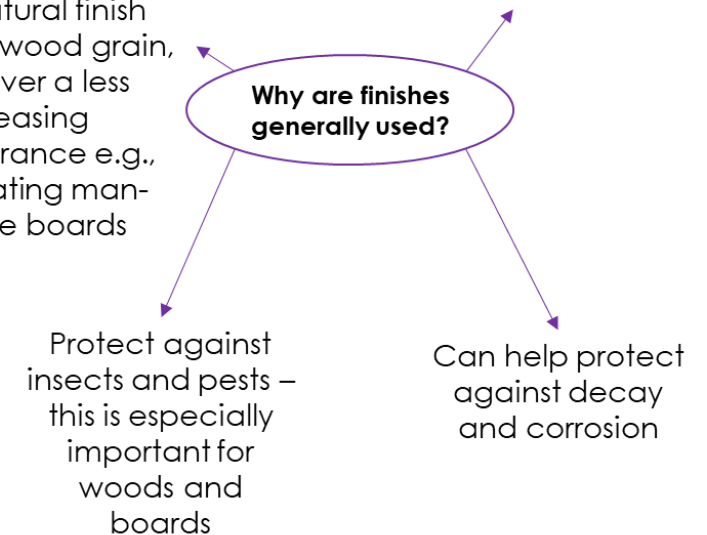 tural finish
wood grain,
ver a less
easing
rance e.g.,
ating man-
e boards
Why are finishes
generally used?
Protect against
insects and pests –
this is especially
important for
woods and
boards
Can help protect
against decay
and corrosion